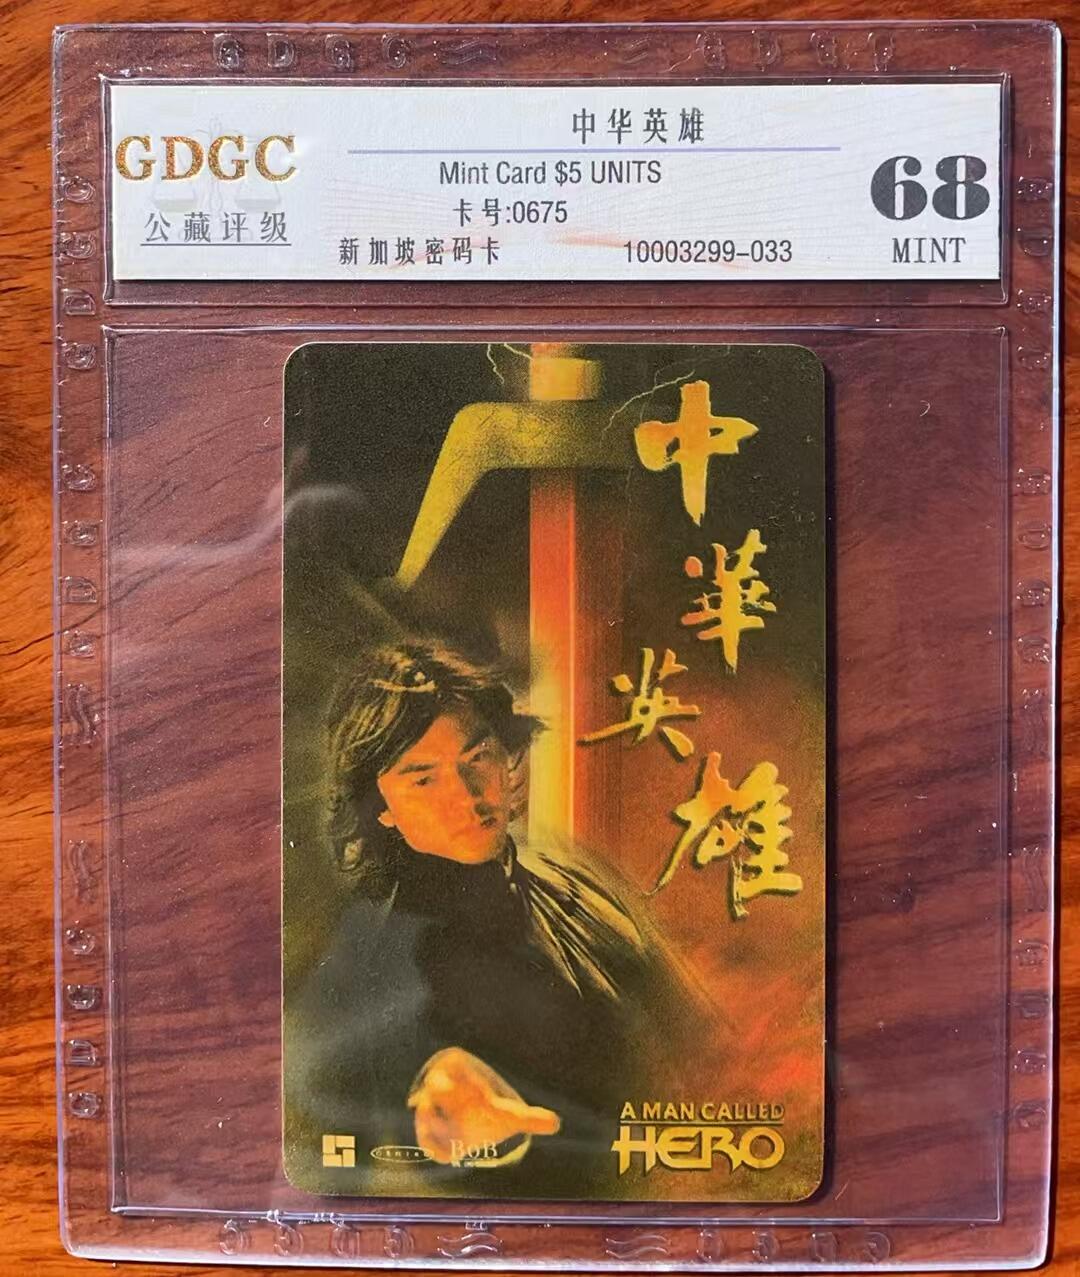 中华英雄
GDGC
公藏评级
Mint Card $5 UNITS
卡号:0675
新加坡密码卡
10003299-033
68
MINT
中
華
英
雄
A MAN CALLED
HERO
BoB